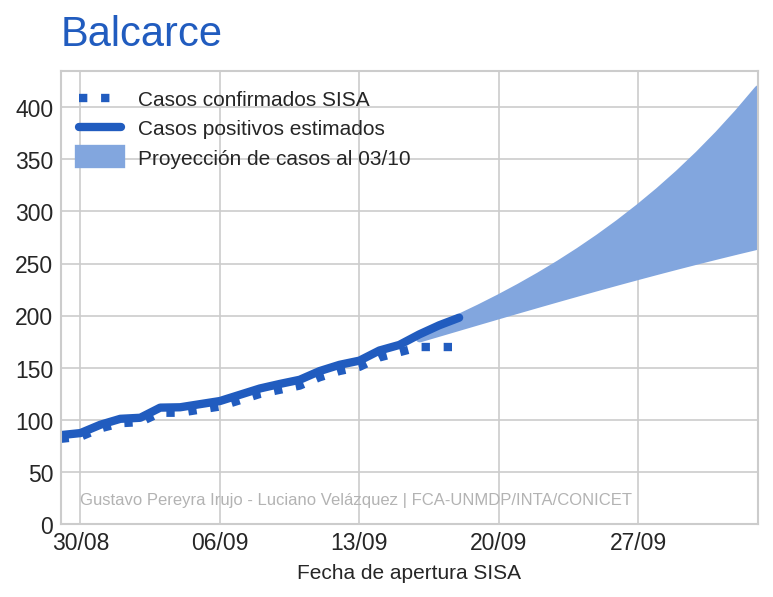 Balcarce
Casos confirmados SISA
Casos positivos estimados
Proyección de casos al 03/10
400
350
300
250
200
150
100
50
0
Gustavo Pereyra Irujo - Luciano Velázquez | FCA-UNMDP/INTA/CONICET
30/08 06/09 13/09 20/09 27/09
Fecha de apertura SISA